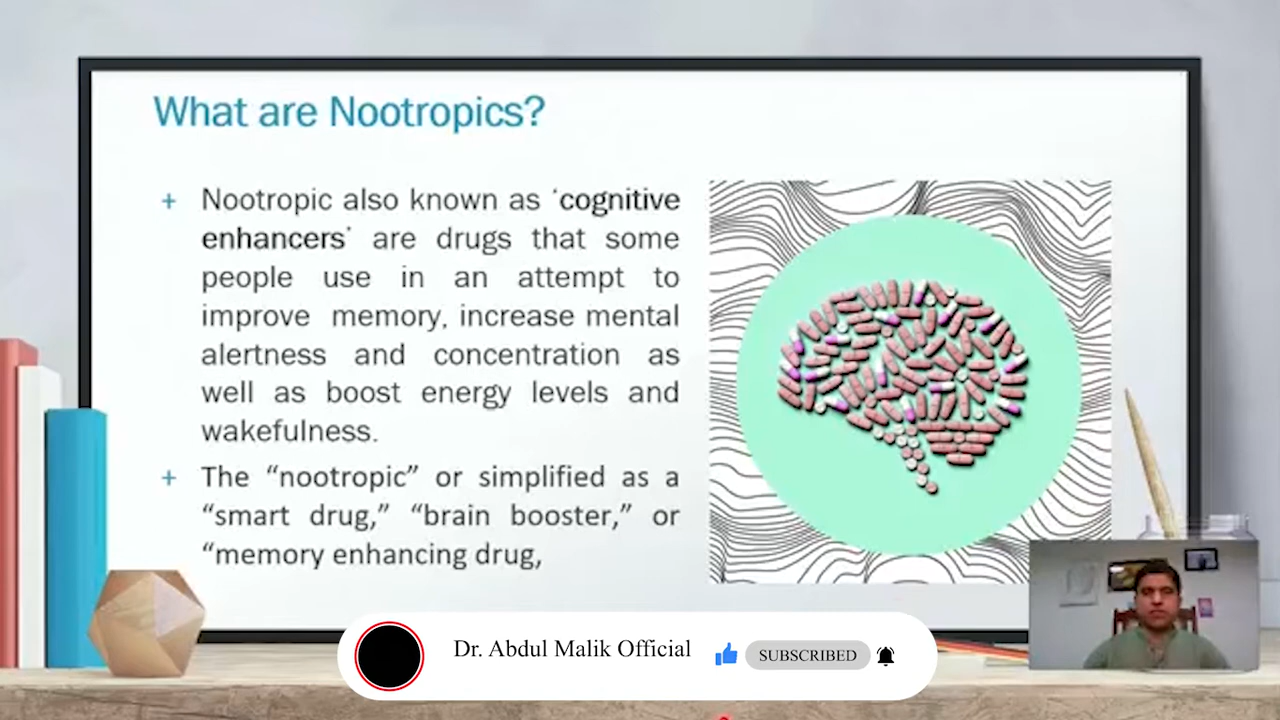 What are Nootropics?
+ Nootropic also known as ‘cognitive
enhancers’ are drugs that some
people use in an attempt to
improve memory, increase mental
alertness and concentration as
well as boost energy levels and
wakefulness.
+ The “nootropic” or simplified as a
“smart drug,” “brain booster,” or
“memory enhancing drug,
Dr. Abdul Malik Official
SUBSCRIBED